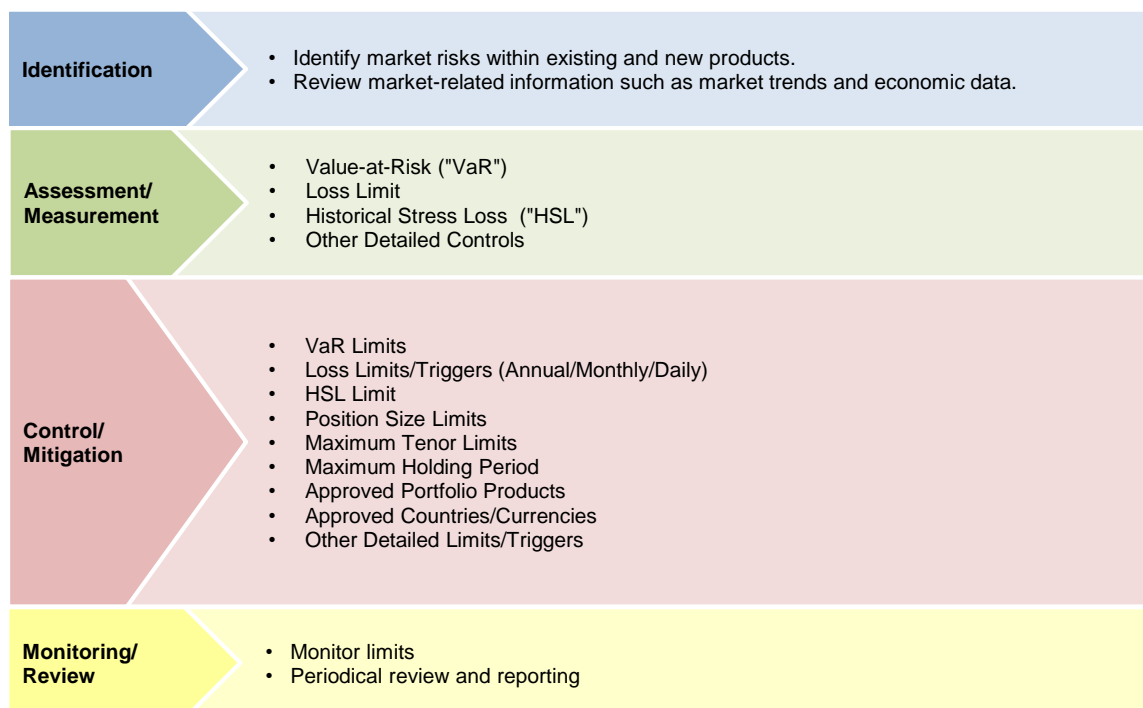 Identification
• Identify market risks within existing and new products.
• Review market-related information such as market trends and economic data.
Assessment/
Measurement
• Value-at-Risk ("VaR")
• Loss Limit
• Historical Stress Loss ("HSL")
• Other Detailed Controls
Control/
Mitigation
• VaR Limits
• Loss Limits/Triggers (Annual/Monthly/Daily)
• HSL Limit
• Position Size Limits
• Maximum Tenor Limits
• Maximum Holding Period
• Approved Portfolio Products
• Approved Countries/Currencies
• Other Detailed Limits/Triggers
Monitoring/
Review
• Monitor limits
• Periodical review and reporting